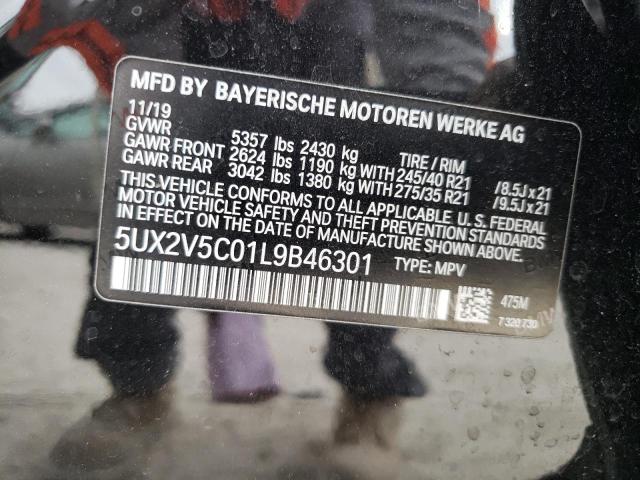 MFD BY BAYERISCHE MOTOREN WERKE AG
11/19
GVWR 5357 lbs 2430 kg TIRE / RIM
GAWR FRONT 2624 lbs 1190 kg WITH 245/40 R21 /8.5J x 21
GAWR REAR 3042 lbs 1380 kg WITH 275/35 R21 /9.5J x 21
THIS VEHICLE CONFORMS TO ALL APPLICABLE U.S. FEDERAL
MOTOR VEHICLE SAFETY AND THEFT PREVENTION STANDARDS
IN EFFECT ON THE DATE OF MANUFACTURE SHOWN ABOVE.
5UX2V5C01L9B46301 TYPE: MPV
475M
7 320 730